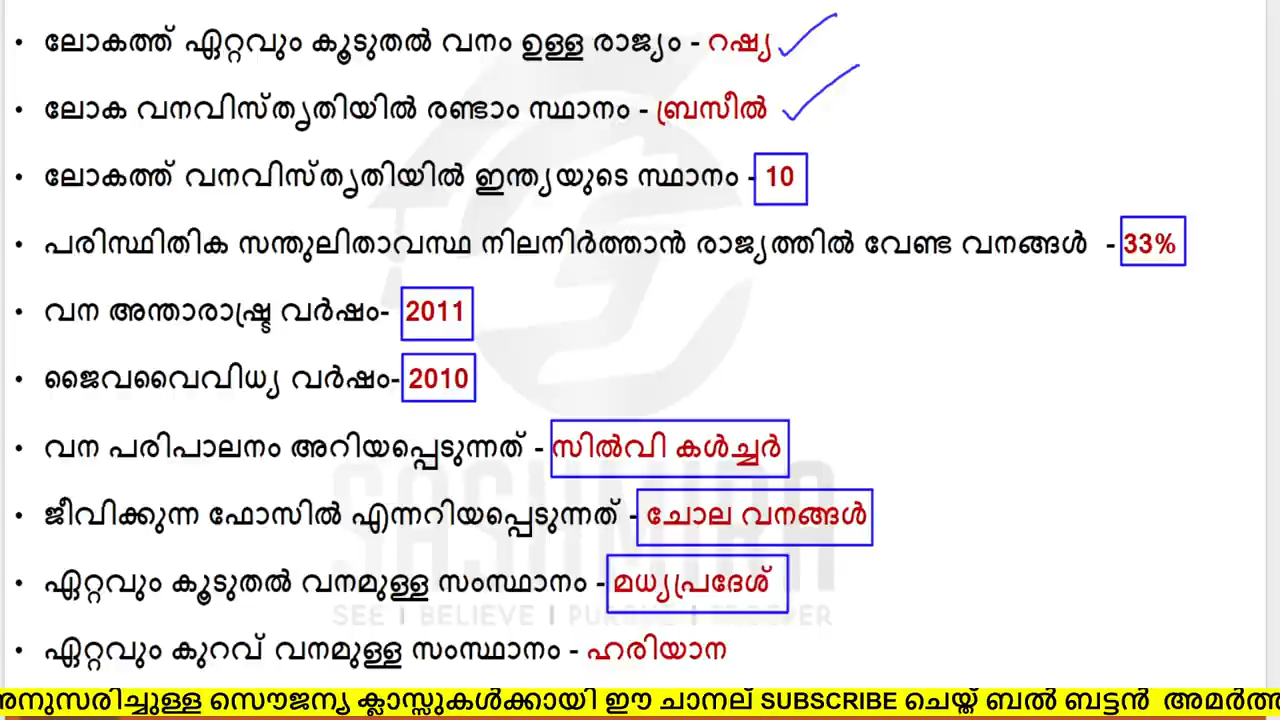 • ലോകത്ത് ഏറ്റവും കൂടുതൽ വനം ഉള്ള രാജ്യം - റഷ്യ
• ലോക വനവിസ്തൃതിയിൽ രണ്ടാം സ്ഥാനം - ബ്രസീൽ
• ലോകത്ത് വനവിസ്തൃതിയിൽ ഇന്ത്യയുടെ സ്ഥാനം - 10
• പരിസ്ഥിതിക സന്തുലിതാവസ്ഥ നിലനിർത്താൻ രാജ്യത്തിൽ വേണ്ട വനങ്ങൾ - 33%
• വന അന്താരാഷ്ട്ര വർഷം- 2011
• ജൈവവൈവിധ്യ വർഷം- 2010
• വന പരിപാലനം അറിയപ്പെടുന്നത് - സിൽവി കൾച്ചർ
• ജീവിക്കുന്ന ഫോസിൽ എന്നറിയപ്പെടുന്നത് - ചോല വനങ്ങൾ
• ഏറ്റവും കൂടുതൽ വനമുള്ള സംസ്ഥാനം - മധ്യപ്രദേശ്
SEE | BELIEVE |
• ഏറ്റവും കുറവ് വനമുള്ള സംസ്ഥാനം - ഹരിയാന
അനുസരിച്ചുള്ള സൌജന്യ ക്ലാസ്സുകൾക്കായി ഈ ചാനല് SUBSCRIBE ചെയ്ത് ബൽ ബട്ടൻ